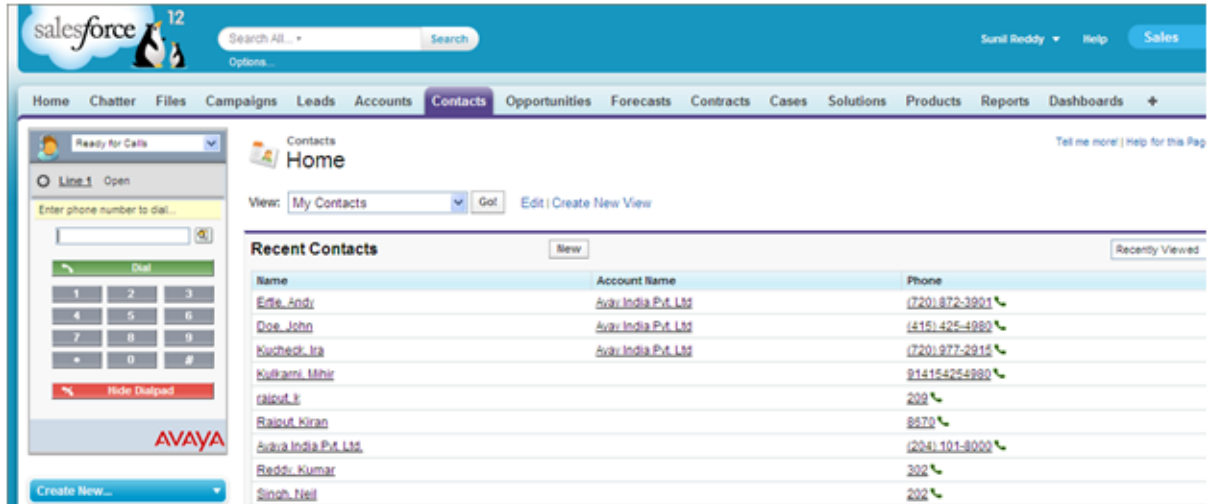 salesforce 12
Search All... Search
Options...
Sunil Reddy Help Sales
Home Chatter Files Campaigns Leads Accounts Contacts Opportunities Forecasts Contracts Cases Solutions Products Reports Dashboards +
Ready for Calls
Line 1 Open
Enter phone number to dial...
Dial
1 2 3
4 5 6
7 8 9
* 0 #
Hide Dialpad
AVAYA
Create New...
Contacts
Home
Tell me more! | Help for this Pag
View: My Contacts Go! Edit | Create New View
Recent Contacts New Recently Viewed
Name Account Name Phone
Andy Avay India Pvt. Ltd (720) 872-3901
Doe, John Avay India Pvt. Ltd (415) 425-4980
Kucheck, Ira Avay India Pvt. Ltd (720) 977-2915
Kulkarni, Mihir 914154254980
rajput, 209
Rajput, Kiran 8570
Avaya India Pvt. Ltd. (204) 101-8000
Reddy, Kumar 302
Singh, Neil 202